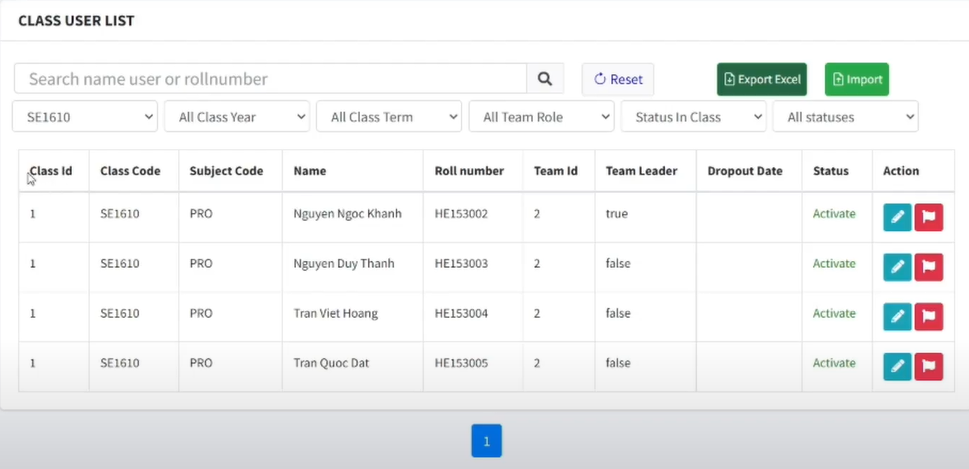 CLASS USER LIST
Search name user or rollnumber Reset Export Excel Import
SE1610 All Class Year All Class Term All Team Role Status In Class All statuses
Class Id Class Code Subject Code Name Roll number Team Id Team Leader Dropout Date Status Action
1 SE1610 PRO Nguyen Ngoc Khanh HE153002 2 true Activate
1 SE1610 PRO Nguyen Duy Thanh HE153003 2 false Activate
1 SE1610 PRO Tran Viet Hoang HE153004 2 false Activate
1 SE1610 PRO Tran Quoc Dat HE153005 2 false Activate
1